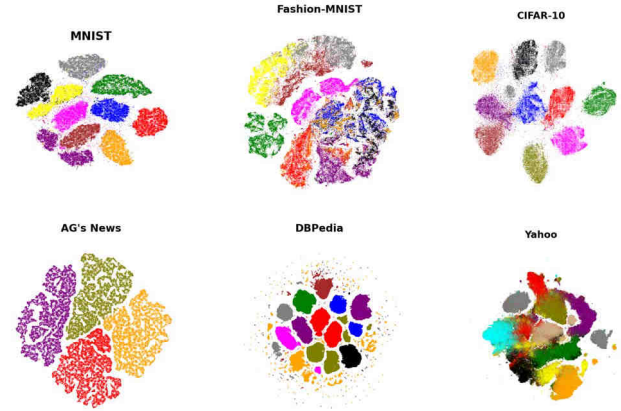 MNIST
Fashion-MNIST
CIFAR-10
AG's News
DBPedia
Yahoo